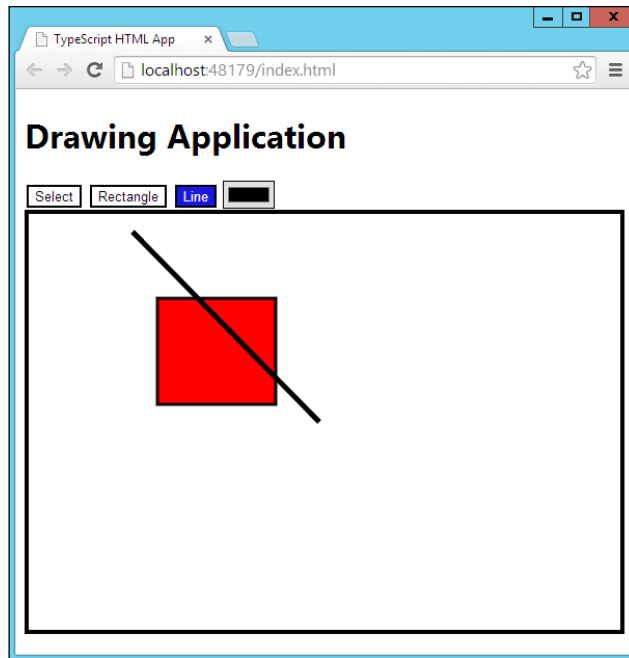 TypeScript HTML App
localhost:48179/index.html
Drawing Application
Select Rectangle Line